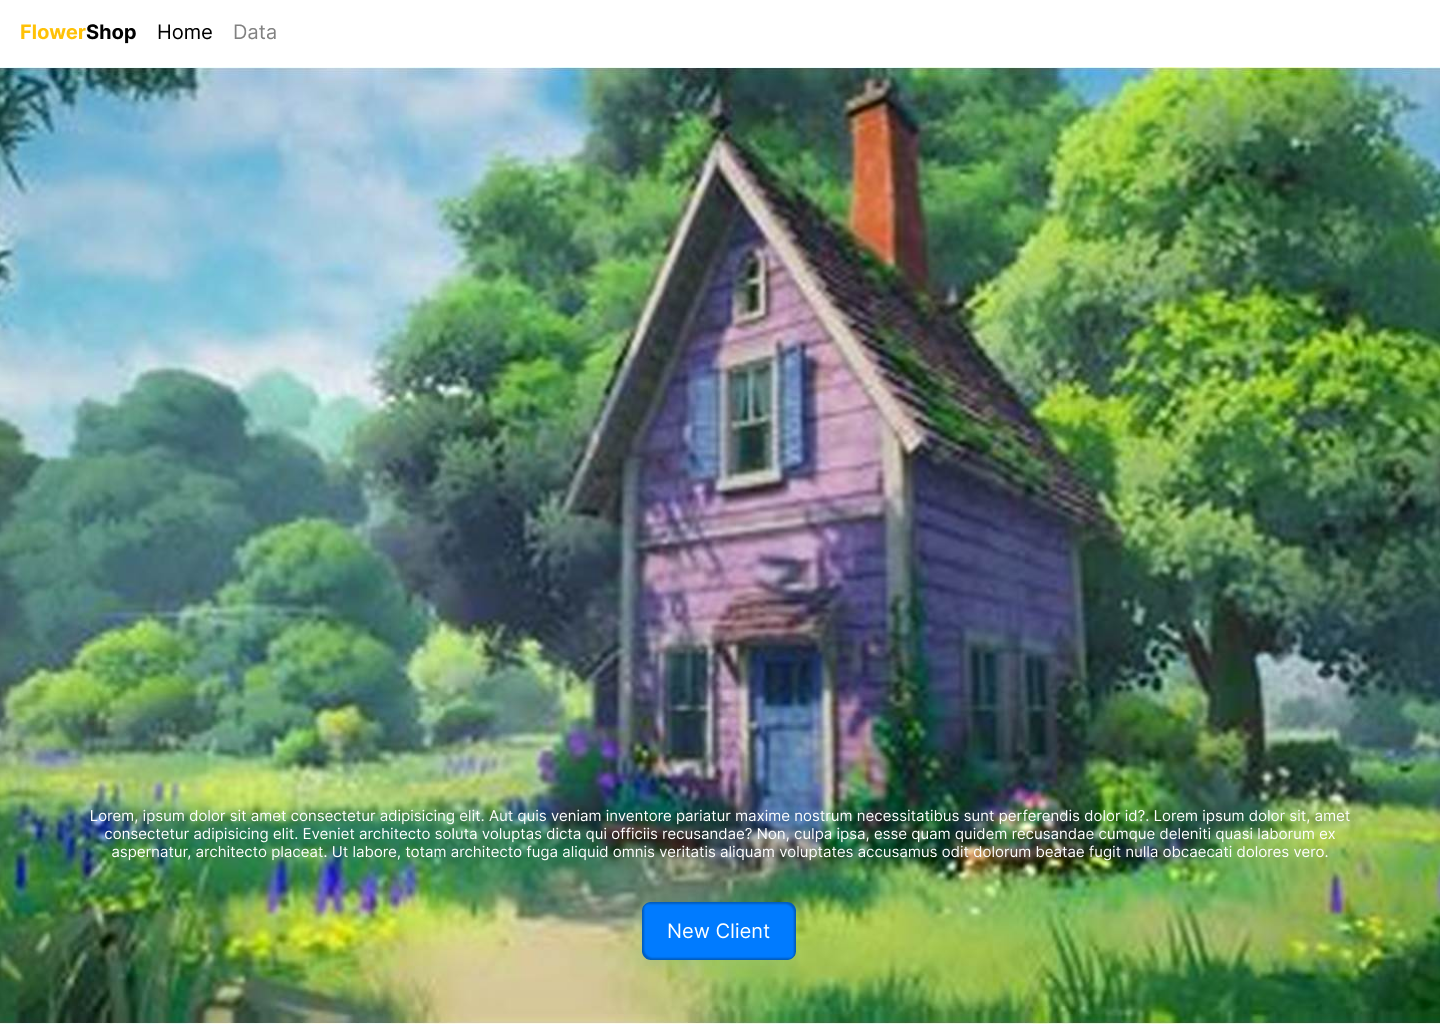 FlowerShop Home Data
Lorem, ipsum dolor sit amet consectetur adipisicing elit. Aut quis veniam inventore pariatur maxime nostrum necessitatibus sunt perferendis dolor id?. Lorem ipsum dolor sit, amet
consectetur adipisicing elit. Eveniet architecto soluta voluptas dicta qui officiis recusandae? Non, culpa ipsa, esse quam quidem recusandae cumque deleniti quasi laborum ex
aspernatur, architecto placeat. Ut labore, totam architecto fuga aliquid omnis veritatis aliquam voluptates accusamus odit dolorum beatae fugit nulla obcaecati dolores vero.
New Client